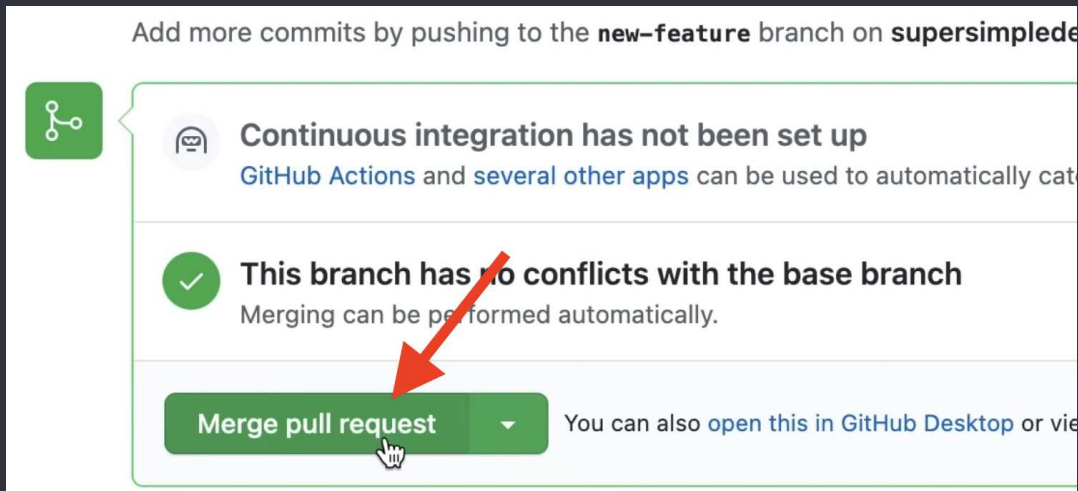 Add more commits by pushing to the new-feature branch on supersimplede
Continuous integration has not been set up
GitHub Actions and several other apps can be used to automatically cat
This branch has no conflicts with the base branch
Merging can be performed automatically.
Merge pull request
You can also open this in GitHub Desktop or vie